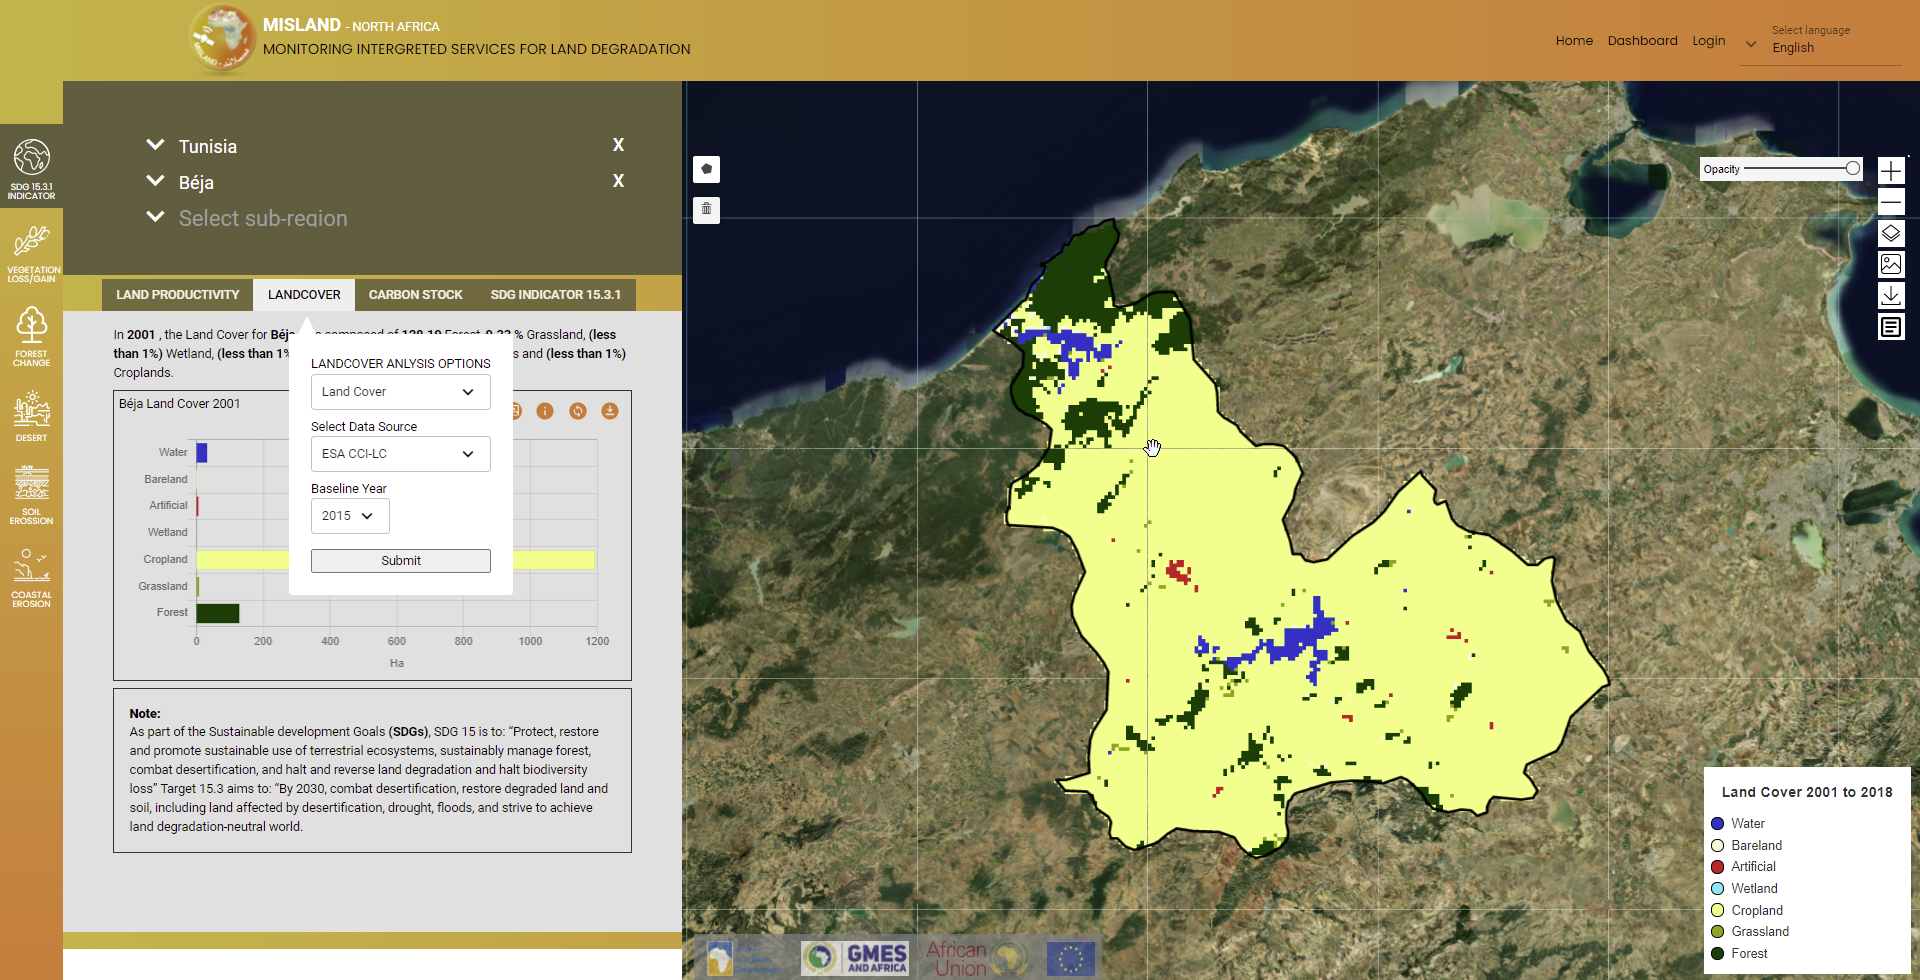 MISLAND - NORTH AFRICA
MONITORING INTERGRETED SERVICES FOR LAND DEGRADATION
Home
Dashboard
Login
Select language
English
SDG 15.3.1
INDICATOR
VEGETATION
LOSS/GAIN
FOREST
CHANGE
DESERT
SOIL
EROSSION
COASTAL
EROSION
Tunisia
X
Béja
X
Select sub-region
LAND PRODUCTIVITY
LANDCOVER
CARBON STOCK
SDG INDICATOR 15.3.1
In 2001 , the Land Cover for Béja composed of 128.19 Forest, 9.33 % Grassland, (less
than 1%) Wetland, (less than 1% s and (less than 1%)
Croplands.
LANDCOVER ANLYSIS OPTIONS
Land Cover
Select Data Source
ESA CCI-LC
Baseline Year
2015
Submit
Béja Land Cover 2001
Water
Bareland
Artificial
Wetland
Cropland
Grassland
Forest
0 200 400 600 800 1000 1200
Ha
Note:
As part of the Sustainable development Goals (SDGs), SDG 15 is to: “Protect, restore
and promote sustainable use of terrestrial ecosystems, sustainably manage forest,
combat desertification, and halt and reverse land degradation and halt biodiversity
loss” Target 15.3 aims to: “By 2030, combat desertification, restore degraded land and
soil, including land affected by desertification, drought, floods, and strive to achieve
land degradation-neutral world.
Opacity
Land Cover 2001 to 2018
Water
Bareland
Artificial
Wetland
Cropland
Grassland
Forest
GMES
AND AFRICA
African
Union